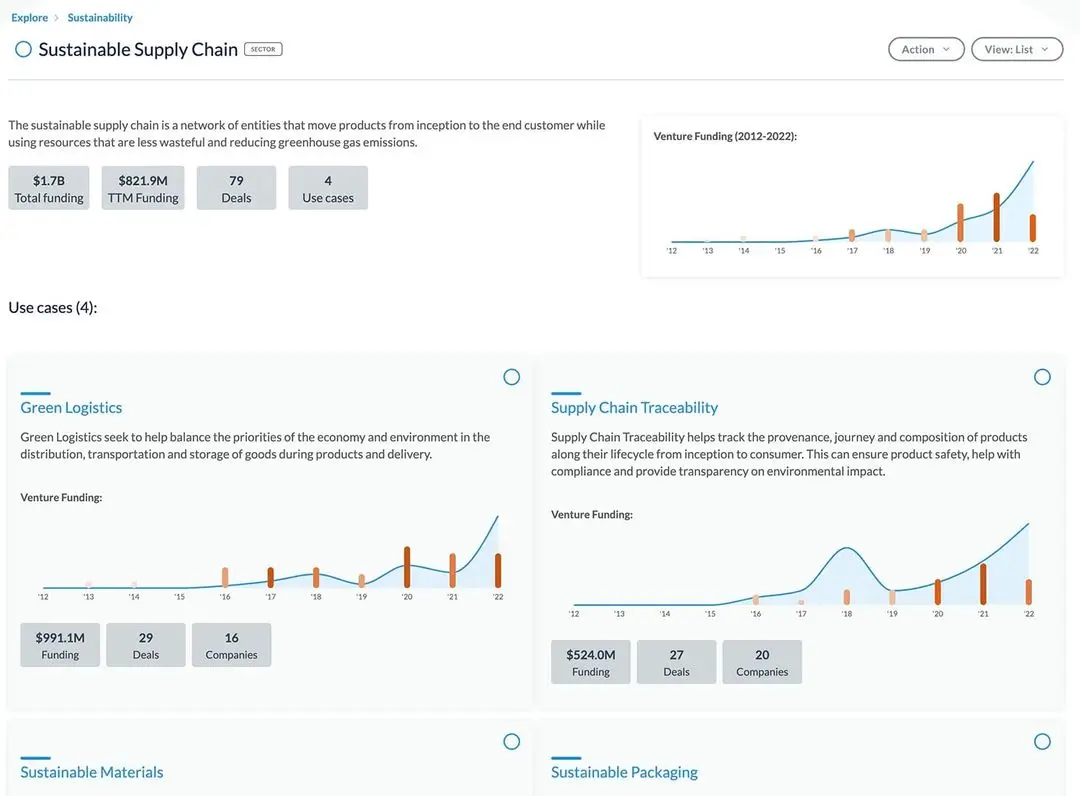 Explore > Sustainability
Sustainable Supply Chain SECTOR
Action
View: List
The sustainable supply chain is a network of entities that move products from inception to the end customer while
using resources that are less wasteful and reducing greenhouse gas emissions.
$1.7B
Total funding
$821.9M
TTM Funding
79
Deals
4
Use cases
Venture Funding (2012-2022):
'12 '13 '14 '15 '16 '17 '18 '19 '20 '21 '22
Use cases (4):
Green Logistics
Green Logistics seek to help balance the priorities of the economy and environment in the
distribution, transportation and storage of goods during products and delivery.
Venture Funding:
'12 '13 '14 '15 '16 '17 '18 '19 '20 '21 '22
$991.1M
Funding
29
Deals
16
Companies
Supply Chain Traceability
Supply Chain Traceability helps track the provenance, journey and composition of products
along their lifecycle from inception to consumer. This can ensure product safety, help with
compliance and provide transparency on environmental impact.
Venture Funding:
'12 '13 '14 '15 '16 '17 '18 '19 '20 '21 '22
$524.0M
Funding
27
Deals
20
Companies
Sustainable Materials
Sustainable Packaging